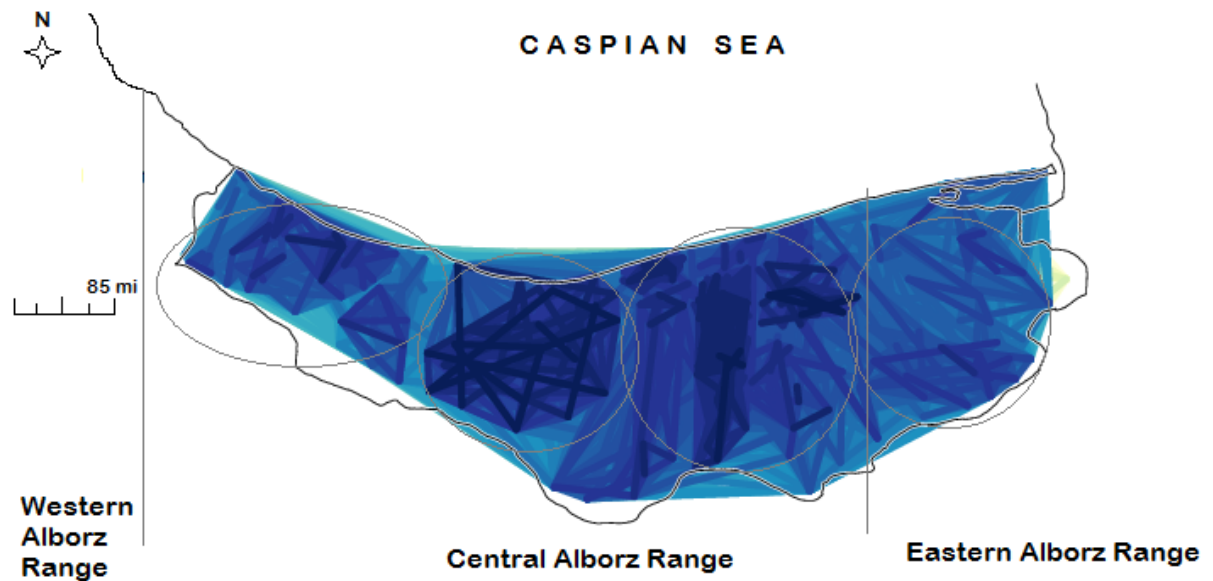 N
CASPIAN SEA
85 mi
Western
Alborz
Range
Central Alborz Range
Eastern Alborz Range